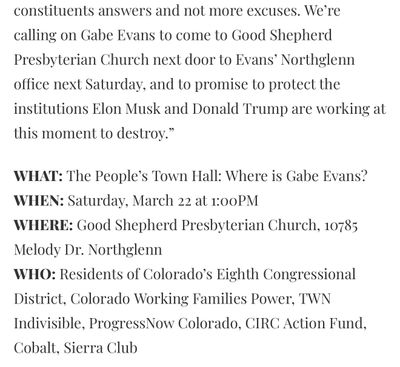 constituents answers and not more excuses. We’re
calling on Gabe Evans to come to Good Shepherd
Presbyterian Church next door to Evans’ Northglenn
office next Saturday, and to promise to protect the
institutions Elon Musk and Donald Trump are working at
this moment to destroy.”
WHAT: The People’s Town Hall: Where is Gabe Evans?
WHEN: Saturday, March 22 at 1:00PM
WHERE: Good Shepherd Presbyterian Church, 10785
Melody Dr. Northglenn
WHO: Residents of Colorado’s Eighth Congressional
District, Colorado Working Families Power, TWN
Indivisible, ProgressNow Colorado, CIRC Action Fund,
Cobalt, Sierra Club